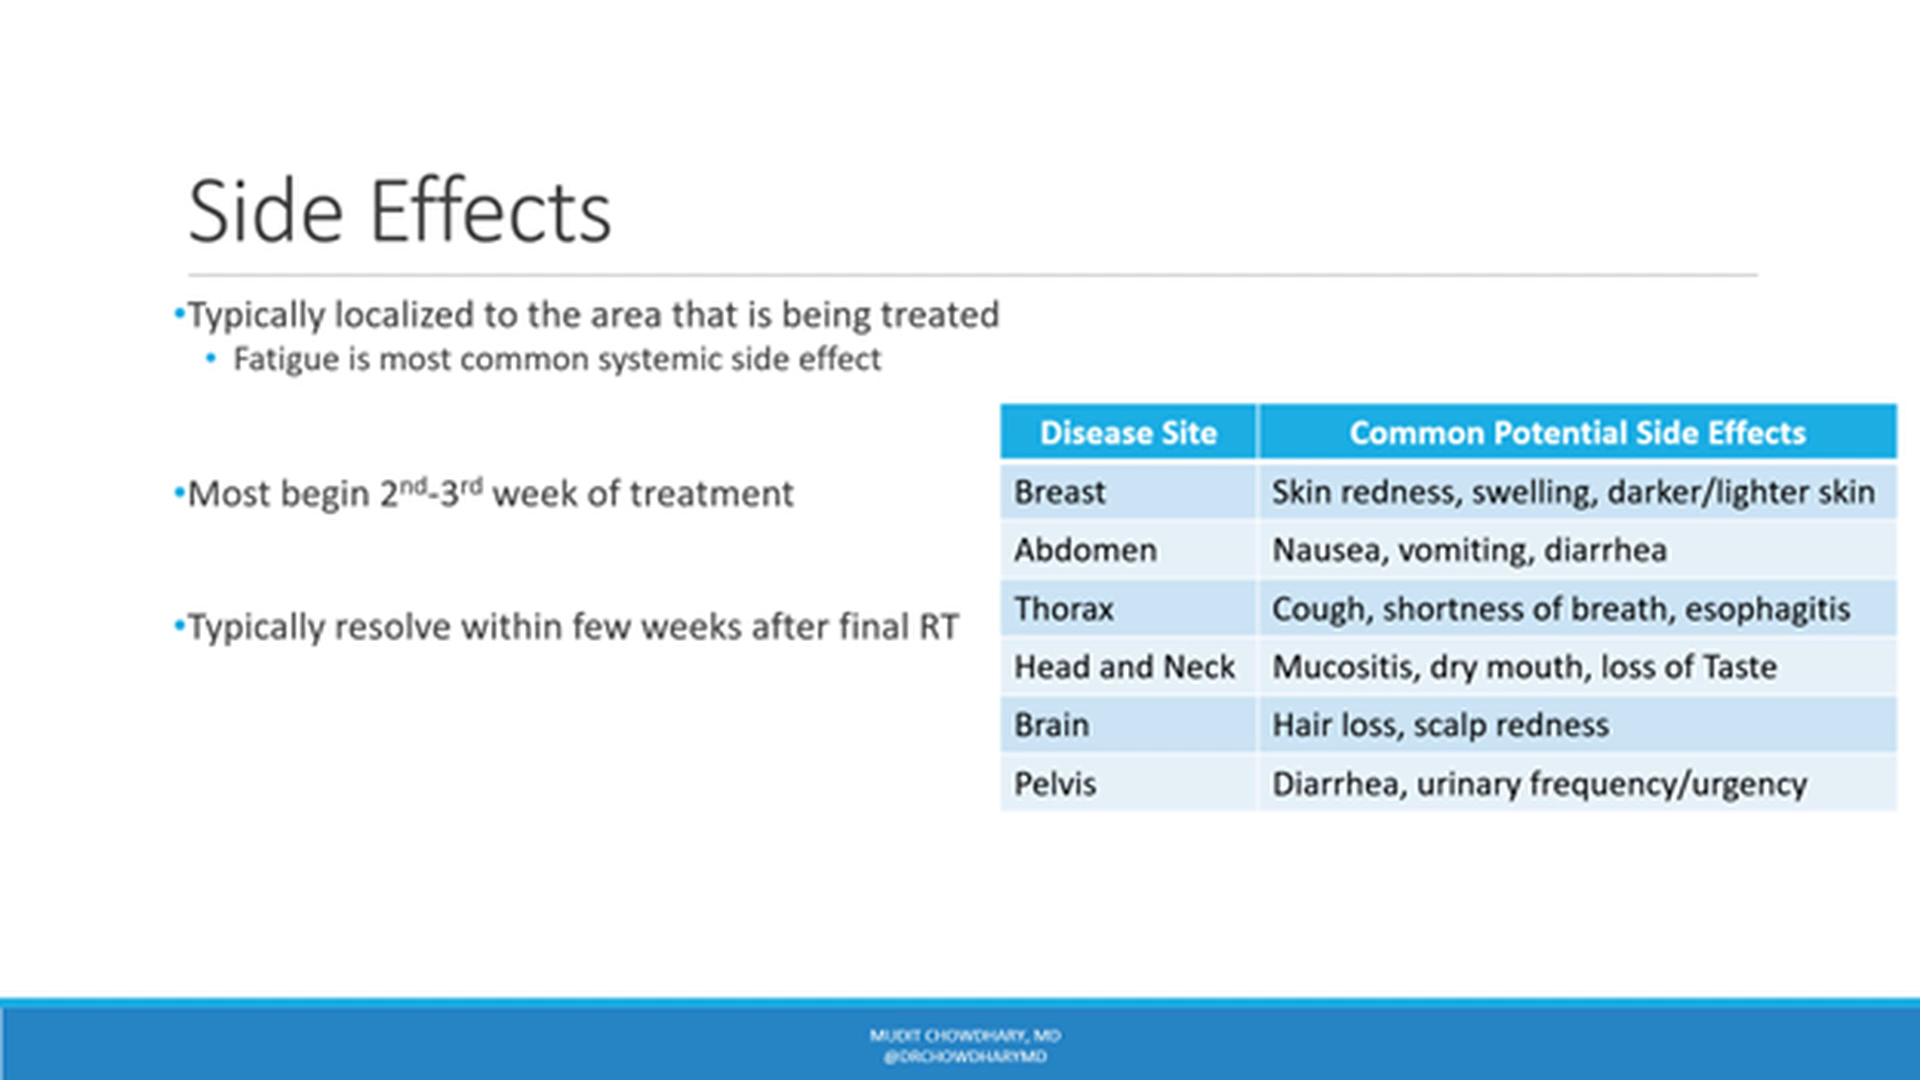 Side Effects
•Typically localized to the area that is being treated
• Fatigue is most common systemic side effect
•Most begin 2nd-3rd week of treatment
•Typically resolve within few weeks after final RT
Disease Site Common Potential Side Effects
Breast Skin redness, swelling, darker/lighter skin
Abdomen Nausea, vomiting, diarrhea
Thorax Cough, shortness of breath, esophagitis
Head and Neck Mucositis, dry mouth, loss of Taste
Brain Hair loss, scalp redness
Pelvis Diarrhea, urinary frequency/urgency
MUDIT CHOWDHARY, MD
@DRCHOWDHARYMD